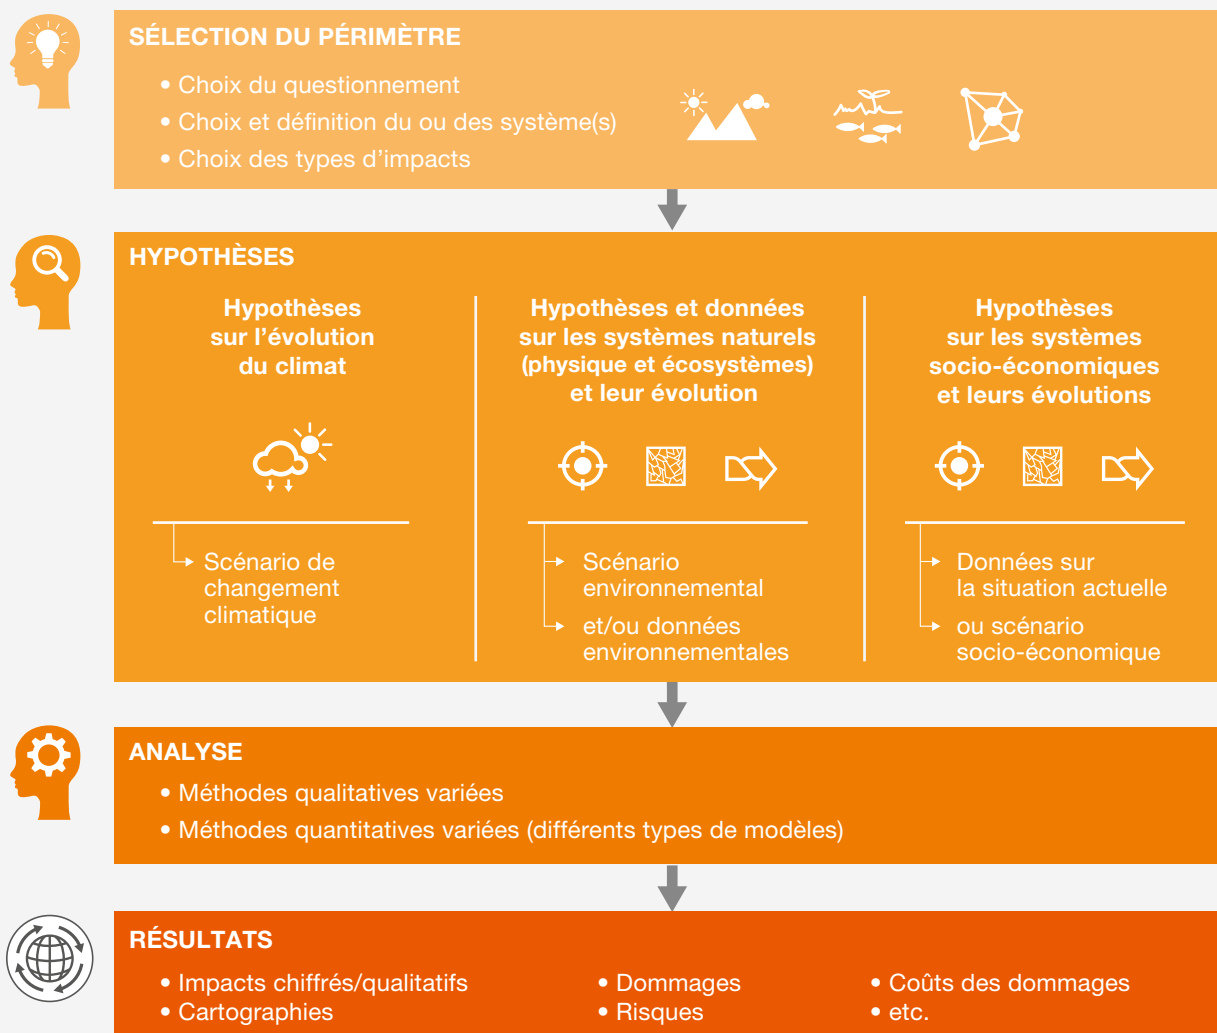 SÉLECTION DU PÉRIMÈTRE
• Choix du questionnement
• Choix et définition du ou des système(s)
• Choix des types d'impacts
HYPOTHÈSES
Hypothèses
sur l'évolution
du climat
Scénario de
changement
climatique
Hypothèses et données
sur les systèmes naturels
(physique et écosystèmes)
et leur évolution
Scénario
environnemental
et/ou données
environnementales
Hypothèses
sur les systèmes
socio-économiques
et leurs évolutions
Données sur
la situation actuelle
ou scénario
socio-économique
ANALYSE
• Méthodes qualitatives variées
• Méthodes quantitatives variées (différents types de modèles)
RÉSULTATS
• Impacts chiffrés/qualitatifs
• Cartographies
• Dommages
• Risques
• Coûts des dommages
• etc.